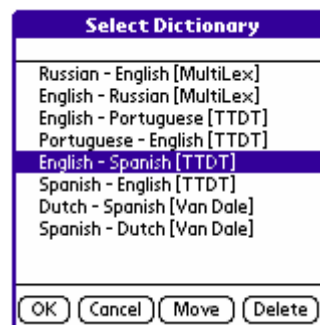 Select Dictionary
Russian - English [MultiLex]
English - Russian [MultiLex]
English - Portuguese [TTDT]
Portuguese - English [TTDT]
English - Spanish [TTDT]
Spanish - English [TTDT]
Dutch - Spanish [Van Dale]
Spanish - Dutch [Van Dale]
OK Cancel Move Delete